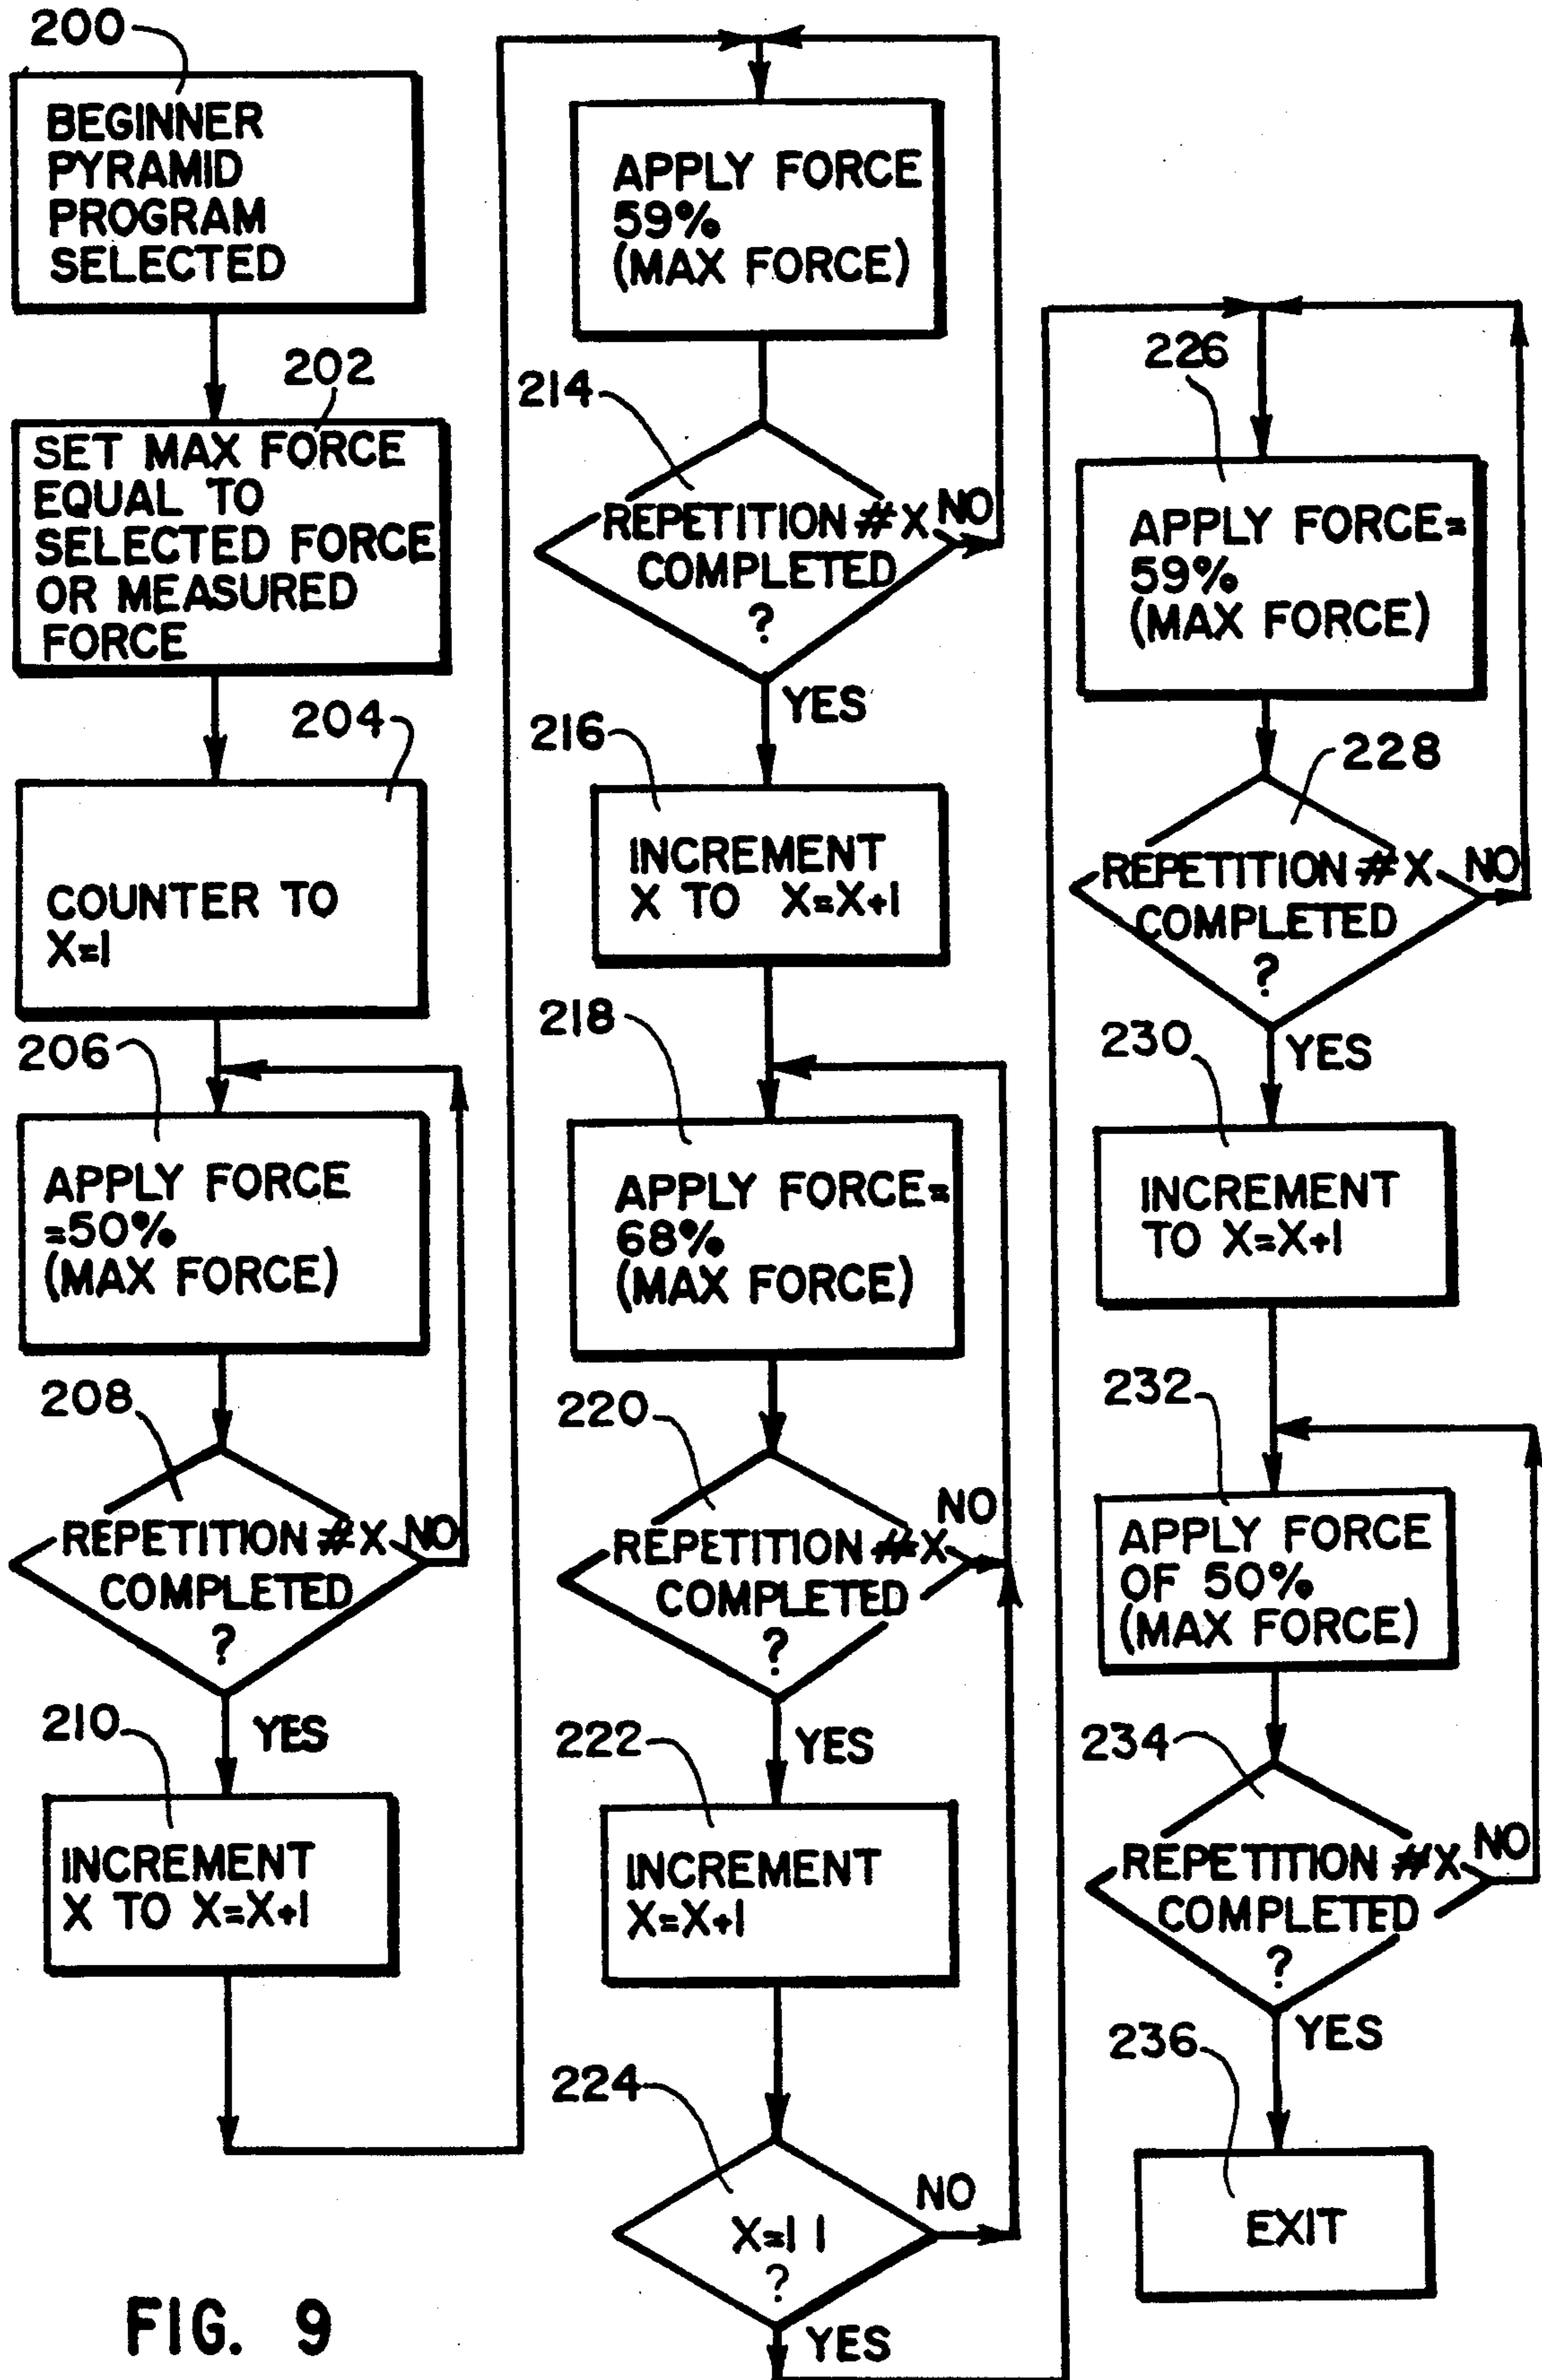 200
BEGINNER
PYRAMID
PROGRAM
SELECTED
202
SET MAX FORCE
EQUAL TO
SELECTED FORCE
OR MEASURED
FORCE
204
COUNTER TO
X=1
206
APPLY FORCE
=50%
(MAX FORCE)
208
REPETITION #X
COMPLETED
?
NO
YES
210
INCREMENT
X TO X=X+1
APPLY FORCE
59%
(MAX FORCE)
214
REPETITION #X
COMPLETED
?
NO
YES
216
INCREMENT
X TO X=X+1
218
APPLY FORCE=
68%
(MAX FORCE)
220
REPETITION #X
COMPLETED
?
NO
YES
222
INCREMENT
X=X+1
224
X=11
?
NO
YES
226
APPLY FORCE=
59%
(MAX FORCE)
228
REPETITION #X
COMPLETED
?
NO
YES
230
INCREMENT
TO X=X+1
232
APPLY FORCE
OF 50%
(MAX FORCE)
234
REPETITION #X
COMPLETED
?
NO
YES
236
EXIT
FIG. 9